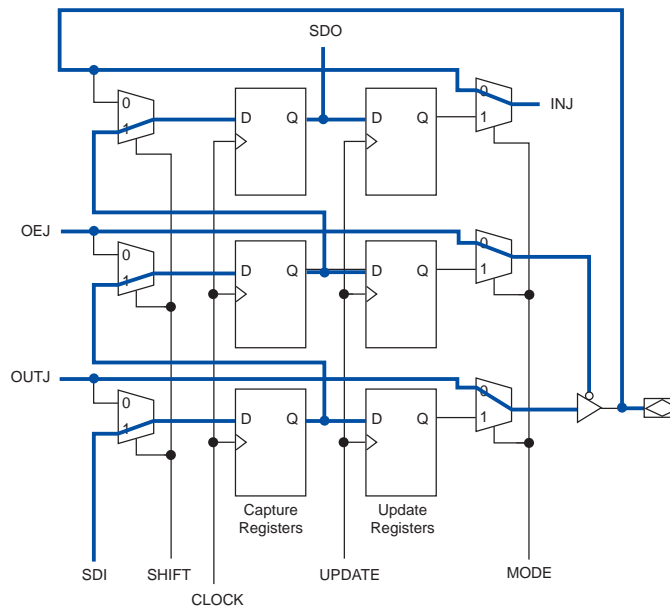 SDO
0
1
D Q
D
0
1
INJ
OEJ
0
1
D Q
D
0
1
OUTJ
0
1
D Q
D
0
1
Capture
Registers
Update
Registers
SDI
SHIFT
CLOCK
UPDATE
MODE